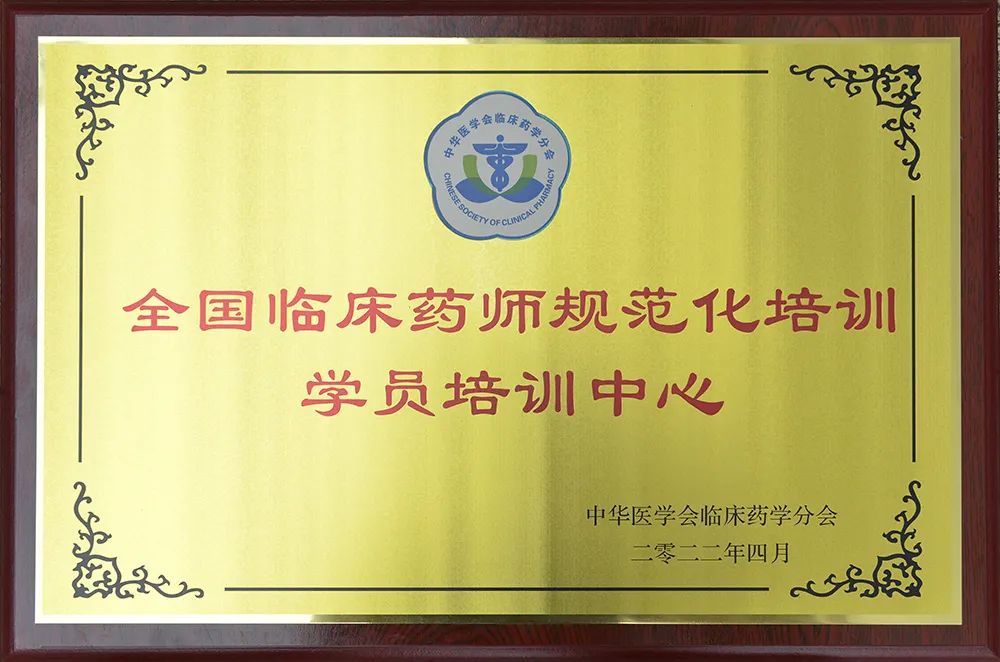 中华医学会临床药学分会
CHINESE SOCIETY OF CLINICAL PHARMACY
全国临床药师规范化培训
学员培训中心
中华医学会临床药学分会
二零二二年四月